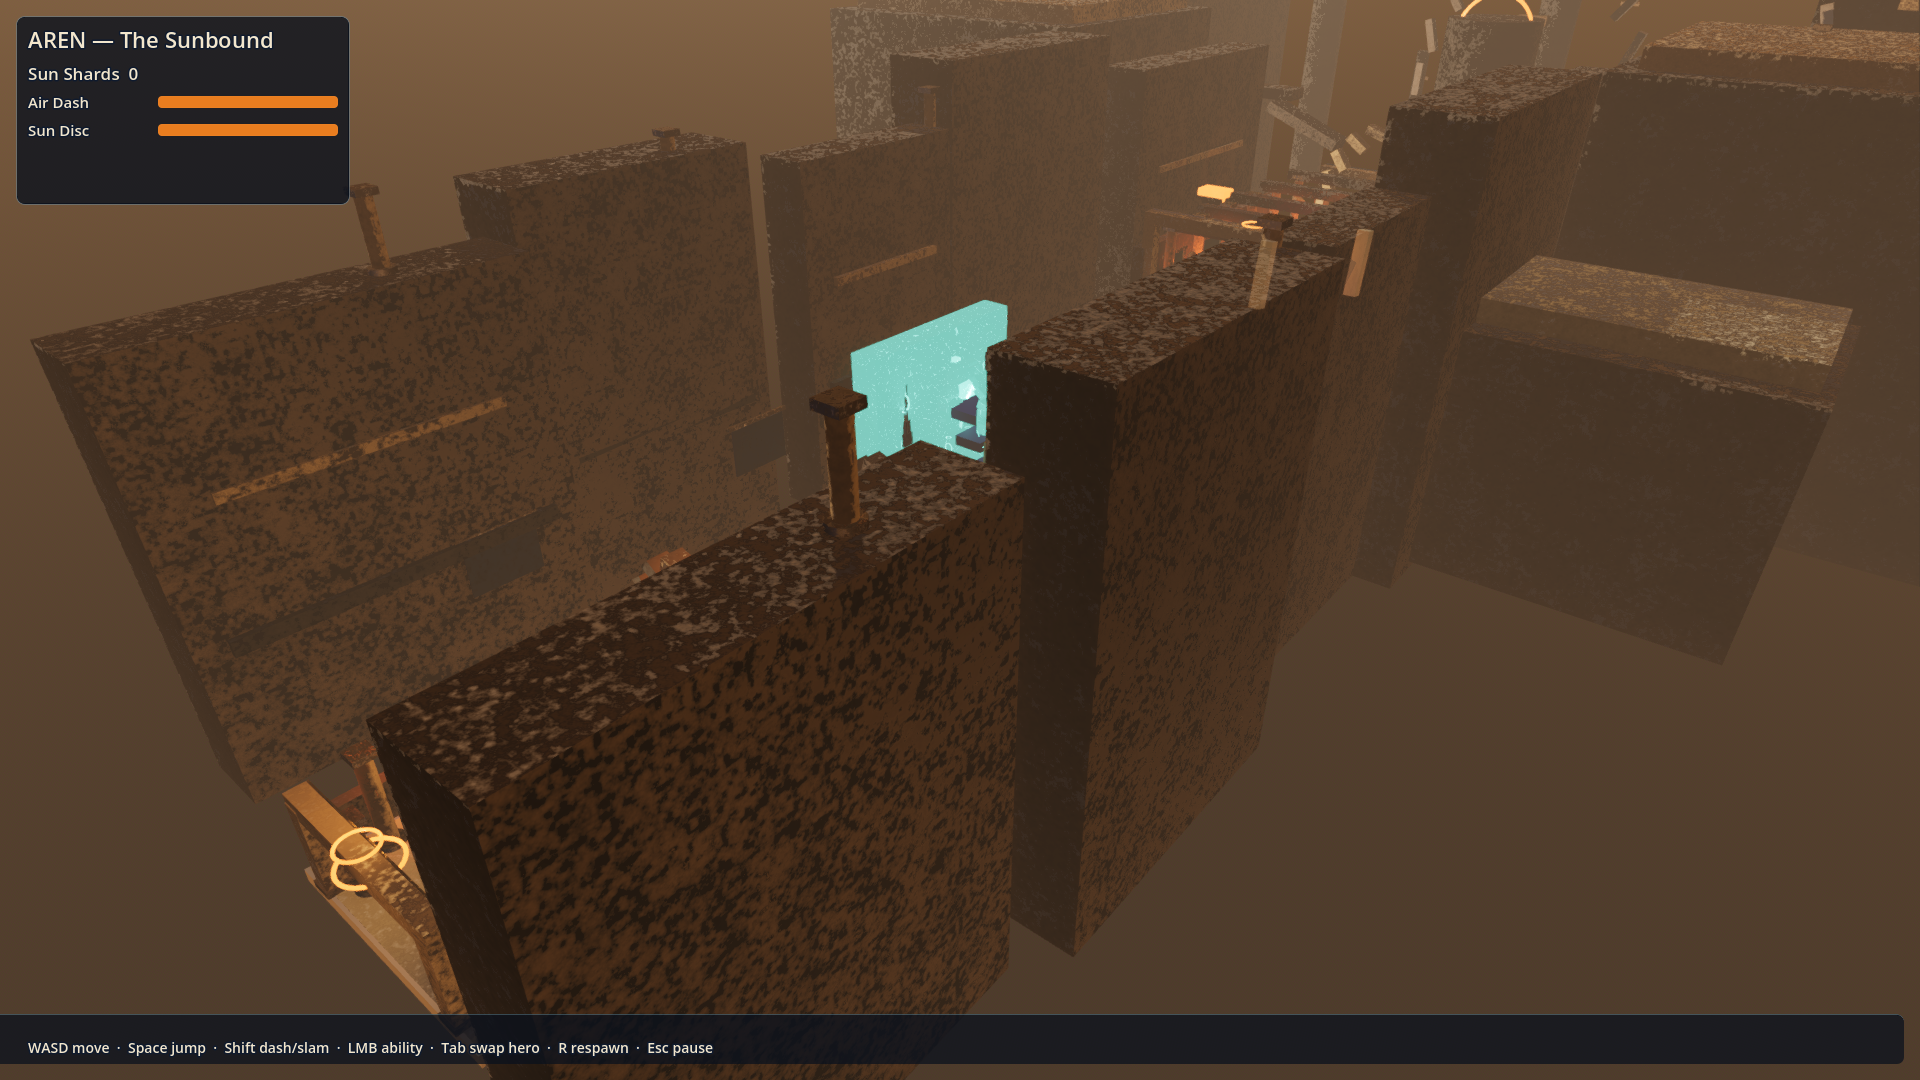 AREN — The Sunbound
Sun Shards 0
Air Dash
Sun Disc
WASD move · Space jump · Shift dash/slam · LMB ability · Tab swap hero · R respawn · Esc pause